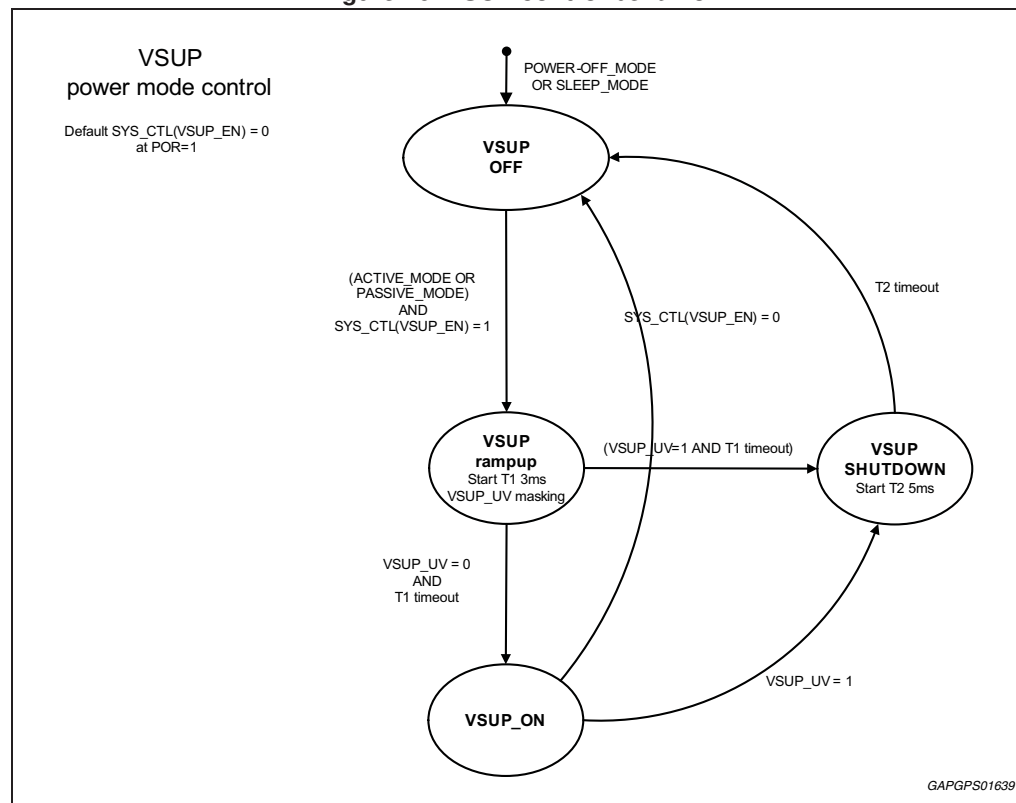 VSUP
power mode control
Default SYS_CTL(VSUP_EN) = 0
at POR=1
POWER-OFF_MODE
OR SLEEP_MODE
VSUP
OFF
(ACTIVE_MODE OR
PASSIVE_MODE)
AND
SYS_CTL(VSUP_EN) = 1
SYS_CTL(VSUP_EN) = 0
T2 timeout
VSUP
rampup
Start T1 3ms
VSUP_UV masking
(VSUP_UV=1 AND T1 timeout)
VSUP
SHUTDOWN
Start T2 5ms
VSUP_UV = 0
AND
T1 timeout
VSUP_UV = 1
VSUP_ON
GAPGPS01639